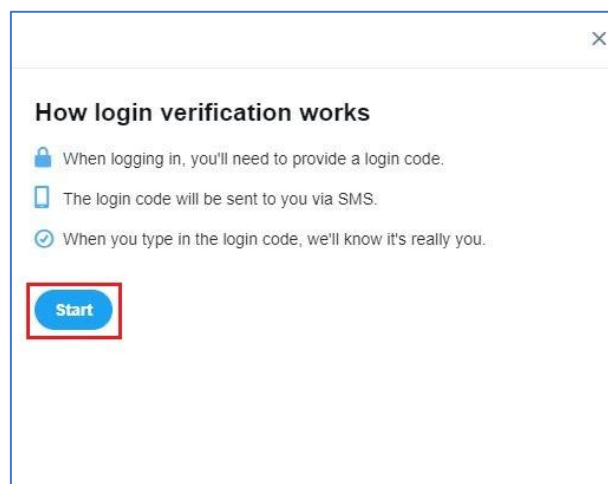 How login verification works
When logging in, you'll need to provide a login code.
The login code will be sent to you via SMS.
When you type in the login code, we'll know it's really you.
Start